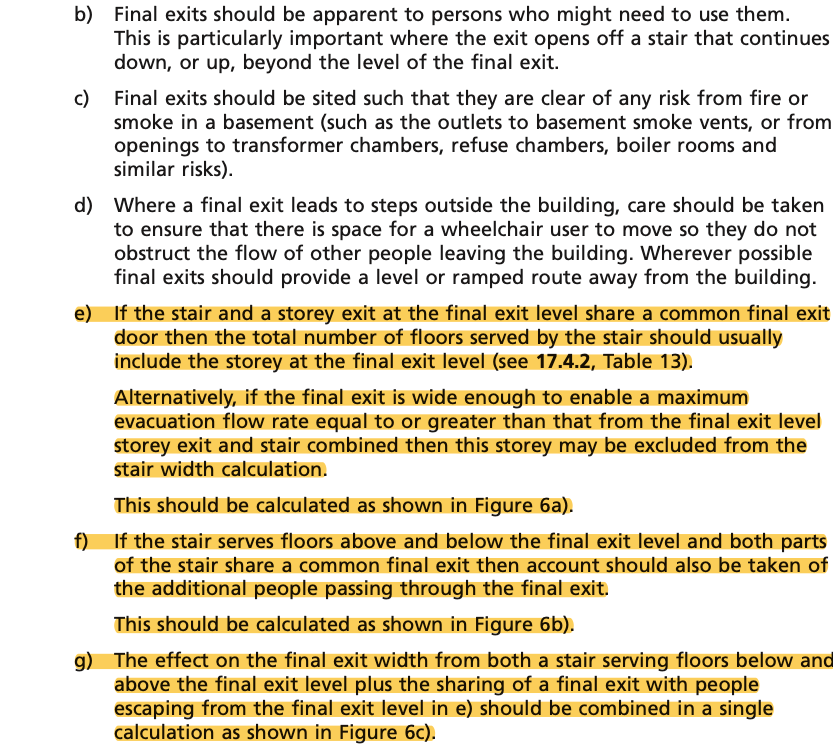 b) Final exits should be apparent to persons who might need to use them.
This is particularly important where the exit opens off a stair that continues
down, or up, beyond the level of the final exit.
c) Final exits should be sited such that they are clear of any risk from fire or
smoke in a basement (such as the outlets to basement smoke vents, or from
openings to transformer chambers, refuse chambers, boiler rooms and
similar risks).
d) Where a final exit leads to steps outside the building, care should be taken
to ensure that there is space for a wheelchair user to move so they do not
obstruct the flow of other people leaving the building. Wherever possible
final exits should provide a level or ramped route away from the building.
e) If the stair and a storey exit at the final exit level share a common final exit
door then the total number of floors served by the stair should usually
include the storey at the final exit level (see 17.4.2, Table 13).
Alternatively, if the final exit is wide enough to enable a maximum
evacuation flow rate equal to or greater than that from the final exit level
storey exit and stair combined then this storey may be excluded from the
stair width calculation.
This should be calculated as shown in Figure 6a).
f) If the stair serves floors above and below the final exit level and both parts
of the stair share a common final exit then account should also be taken of
the additional people passing through the final exit.
This should be calculated as shown in Figure 6b).
g) The effect on the final exit width from both a stair serving floors below and
above the final exit level plus the sharing of a final exit with people
escaping from the final exit level in e) should be combined in a single
calculation as shown in Figure 6c).